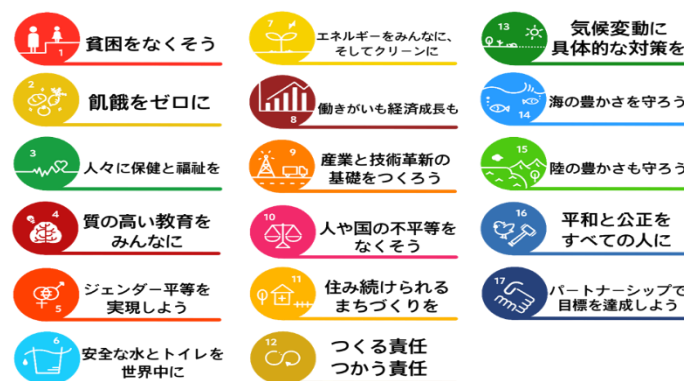 1
貧困をなくそう
2
飢餓をゼロに
3
人々に保健と福祉を
4
質の高い教育を
みんなに
5
ジェンダー平等を
実現しよう
6
安全な水とトイレを
世界中に
7
エネルギーをみんなに、
そしてクリーンに
8
働きがいも経済成長も
9
産業と技術革新の
基礎をつくろう
10
人や国の不平等を
なくそう
11
住み続けられる
まちづくりを
12
つくる責任
つかう責任
13
気候変動に
具体的な対策を
14
海の豊かさを守ろう
15
陸の豊かさも守ろう
16
平和と公正を
すべての人に
17
パートナーシップで
目標を達成しよう